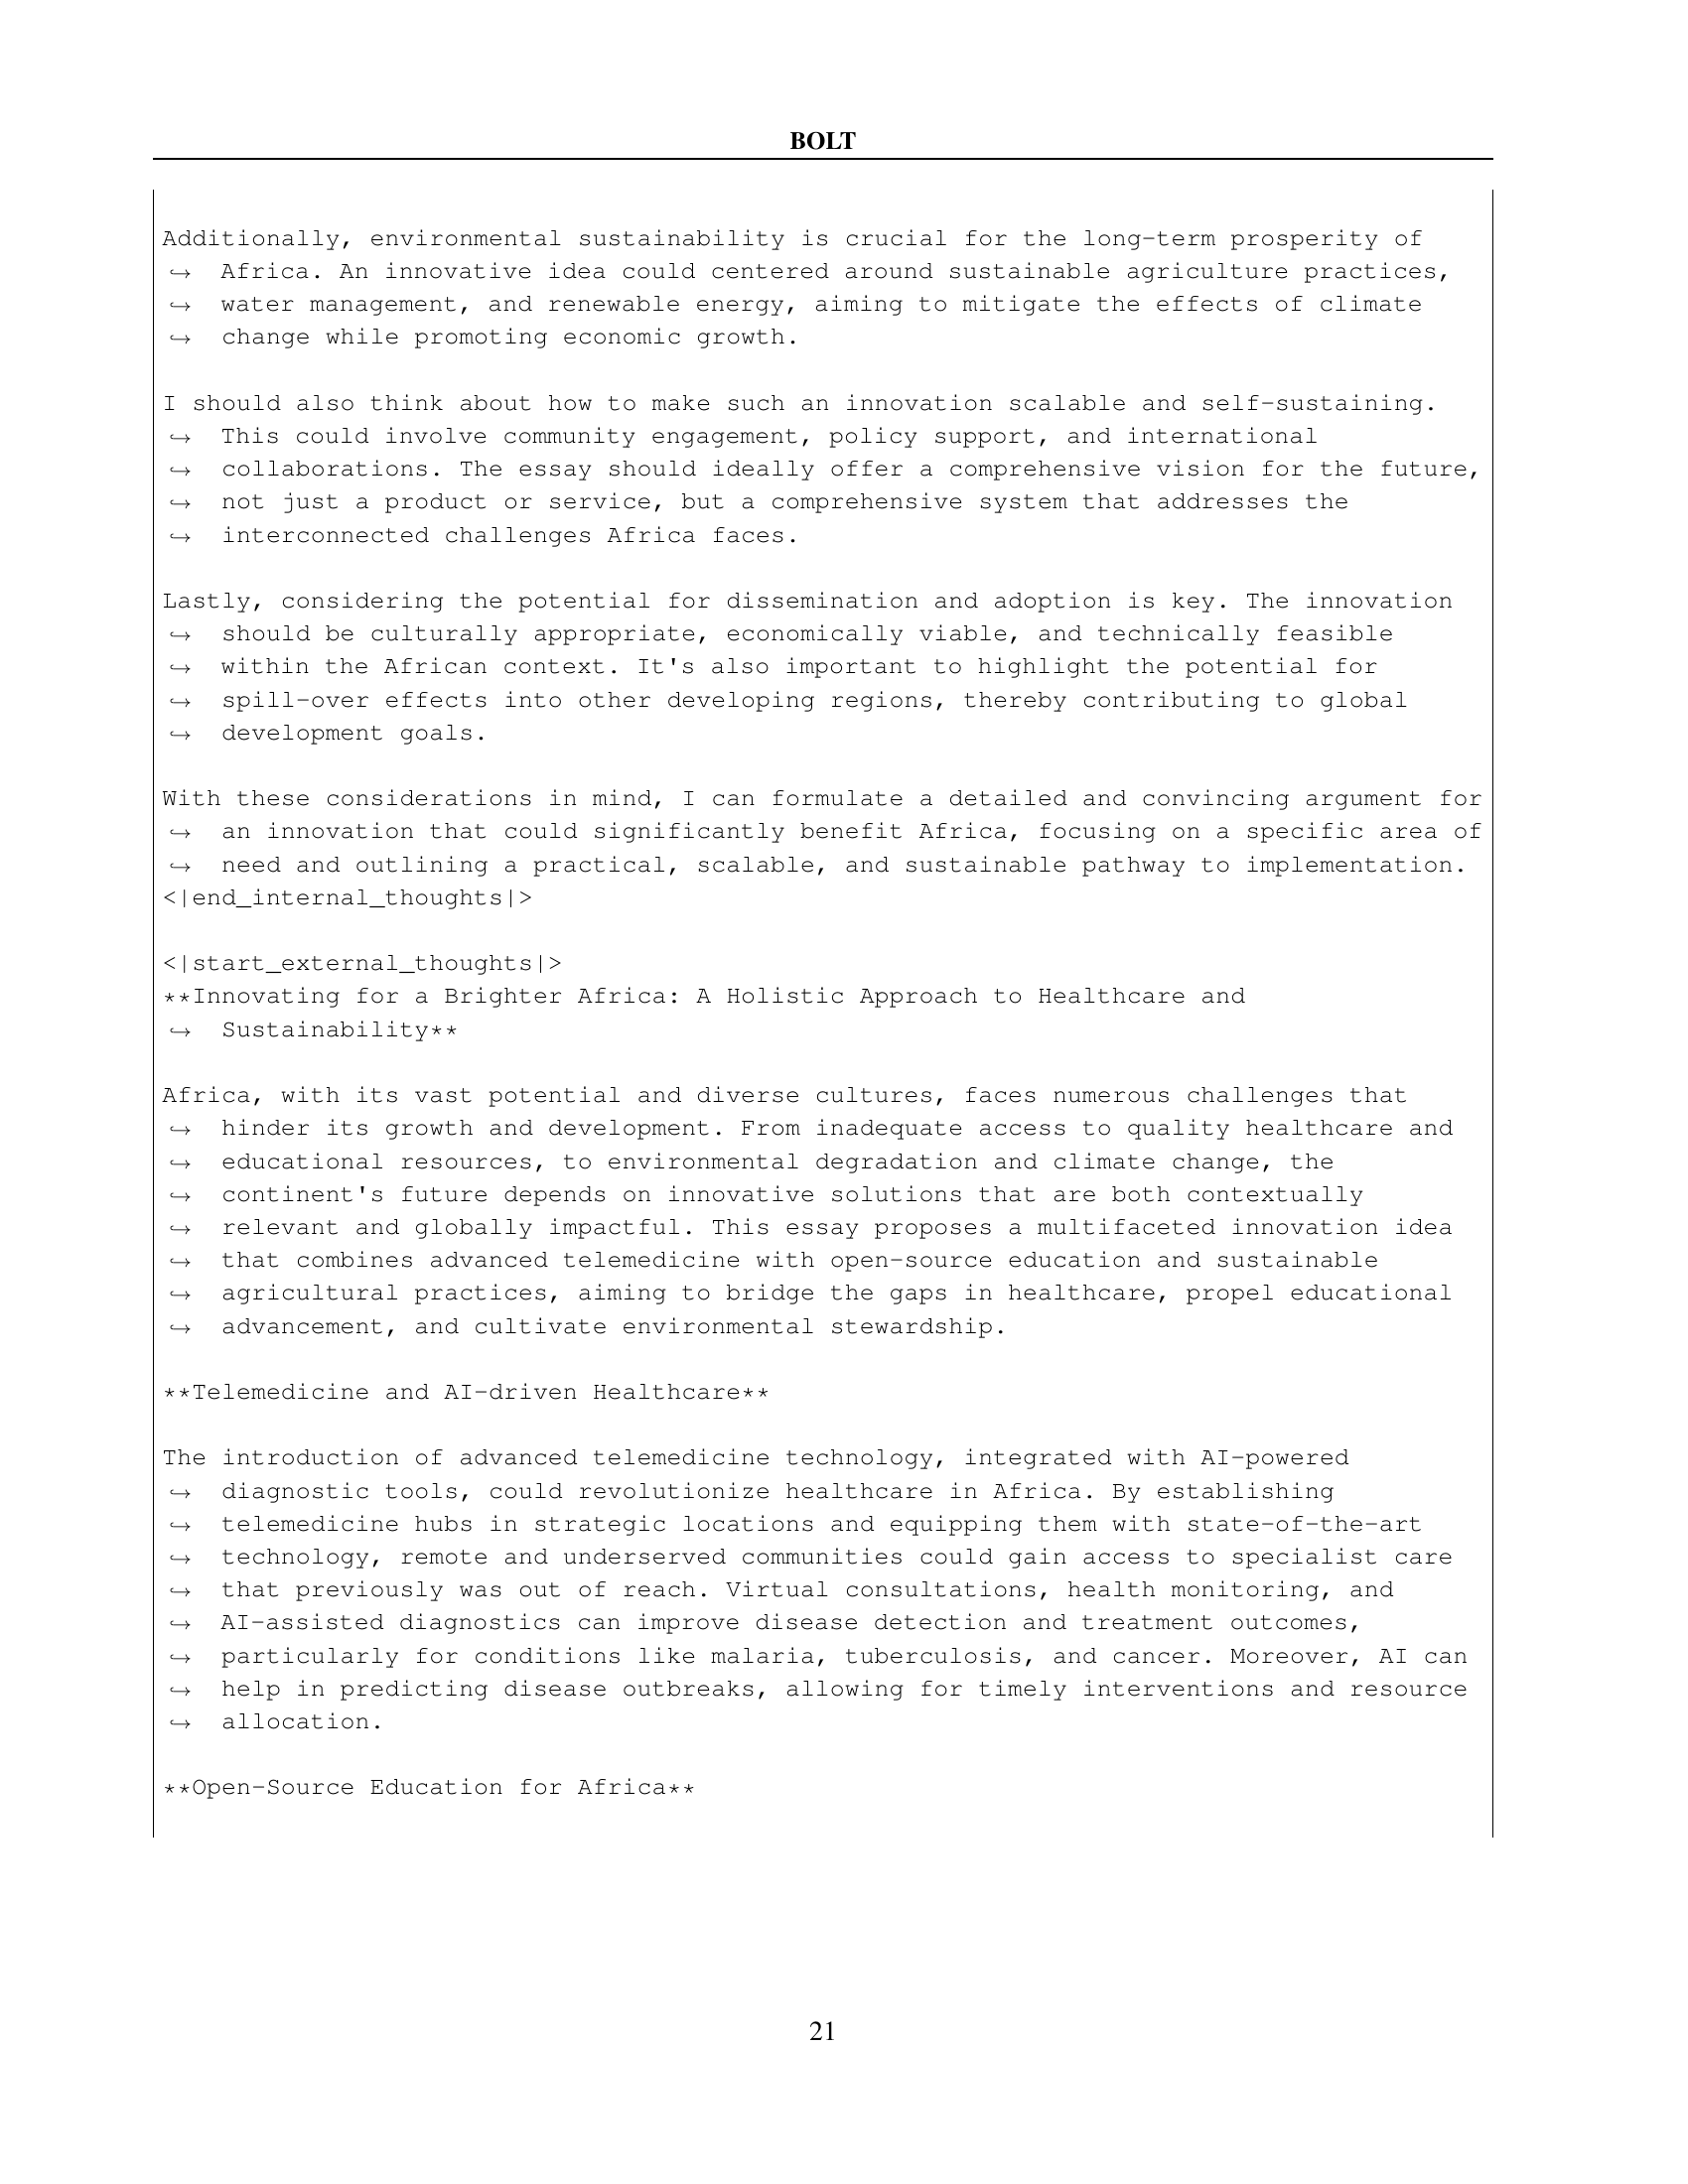 BOLT
Additionally, environmental sustainability is crucial for the long-term prosperity of
↪ Africa. An innovative idea could centered around sustainable agriculture practices,
↪ water management, and renewable energy, aiming to mitigate the effects of climate
↪ change while promoting economic growth.
I should also think about how to make such an innovation scalable and self-sustaining.
↪ This could involve community engagement, policy support, and international
↪ collaborations. The essay should ideally offer a comprehensive vision for the future,
↪ not just a product or service, but a comprehensive system that addresses the
↪ interconnected challenges Africa faces.
Lastly, considering the potential for dissemination and adoption is key. The innovation
↪ should be culturally appropriate, economically viable, and technically feasible
↪ within the African context. It's also important to highlight the potential for
↪ spill-over effects into other developing regions, thereby contributing to global
↪ development goals.
With these considerations in mind, I can formulate a detailed and convincing argument for
↪ an innovation that could significantly benefit Africa, focusing on a specific area of
↪ need and outlining a practical, scalable, and sustainable pathway to implementation.
<|end_internal_thoughts|>
<|start_external_thoughts|>
**Innovating for a Brighter Africa: A Holistic Approach to Healthcare and
↪ Sustainability**
Africa, with its vast potential and diverse cultures, faces numerous challenges that
↪ hinder its growth and development. From inadequate access to quality healthcare and
↪ educational resources, to environmental degradation and climate change, the
↪ continent's future depends on innovative solutions that are both contextually
↪ relevant and globally impactful. This essay proposes a multifaceted innovation idea
↪ that combines advanced telemedicine with open-source education and sustainable
↪ agricultural practices, aiming to bridge the gaps in healthcare, propel educational
↪ advancement, and cultivate environmental stewardship.
**Telemedicine and AI-driven Healthcare**
The introduction of advanced telemedicine technology, integrated with AI-powered
↪ diagnostic tools, could revolutionize healthcare in Africa. By establishing
↪ telemedicine hubs in strategic locations and equipping them with state-of-the-art
↪ technology, remote and underserved communities could gain access to specialist care
↪ that previously was out of reach. Virtual consultations, health monitoring, and
↪ AI-assisted diagnostics can improve disease detection and treatment outcomes,
↪ particularly for conditions like malaria, tuberculosis, and cancer. Moreover, AI can
↪ help in predicting disease outbreaks, allowing for timely interventions and resource
↪ allocation.
**Open-Source Education for Africa**
21